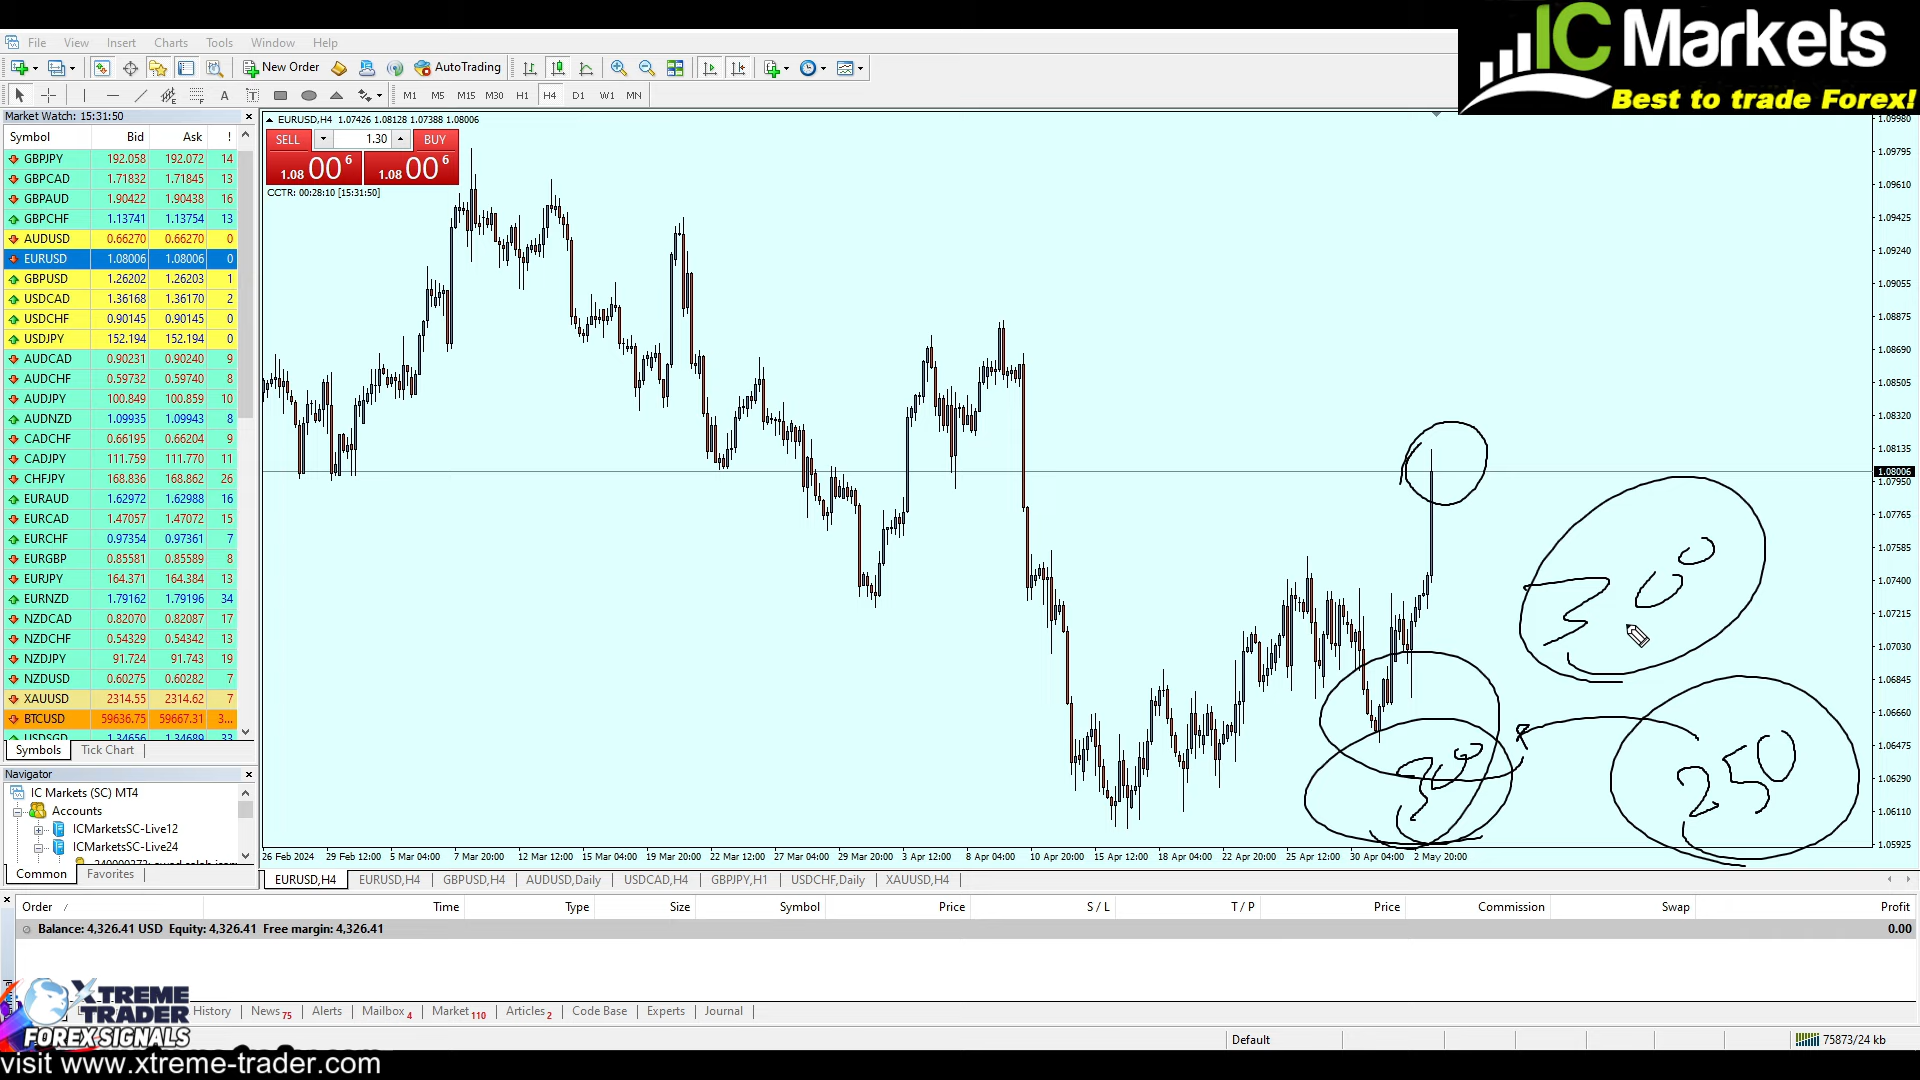 IC Markets
Best to trade Forex!
File View Insert Charts Tools Window Help
New Order AutoTrading
M1 M5 M15 M30 H1 H4 D1 W1 MN
Market Watch: 15:31:50
Symbol Bid Ask !
GBPJPY 192.058 192.072 14
GBPCAD 1.71832 1.71845 13
GBPAUD 1.90422 1.90438 16
GBPCHF 1.13741 1.13754 13
AUDUSD 0.66270 0.66270 0
EURUSD 1.08006 1.08006 0
GBPUSD 1.26202 1.26203 1
USDCAD 1.36168 1.36170 2
USDCHF 0.90145 0.90145 0
USDJPY 152.194 152.194 0
AUDCAD 0.90231 0.90240 9
AUDCHF 0.59732 0.59740 8
AUDJPY 100.849 100.859 10
AUDNZD 1.09935 1.09943 8
CADCHF 0.66195 0.66204 9
CADJPY 111.759 111.770 11
CHFJPY 168.836 168.862 26
EURAUD 1.62972 1.62988 16
EURCAD 1.47057 1.47072 15
EURCHF 0.97354 0.97361 7
EURGBP 0.85581 0.85589 8
EURJPY 164.371 164.384 13
EURNZD 1.79162 1.79196 34
NZDCAD 0.82070 0.82087 17
NZDCHF 0.54329 0.54342 13
NZDJPY 91.724 91.743 19
NZDUSD 0.60275 0.60282 7
XAUUSD 2314.55 2314.62 7
BTCUSD 59636.75 59667.31 3...
USDSGD 1.34656 1.34689 33
Symbols Tick Chart
Navigator
IC Markets (SC) MT4
Accounts
ICMarketsSC-Live12
ICMarketsSC-Live24
Common Favorites
EURUSD,H4 1.07426 1.08128 1.07388 1.08006
SELL 1.30 BUY
1.08 00 6 1.08 00 6
CCTR: 00:28:10 [15:31:50]
1.09980
1.09795
1.09610
1.09425
1.09240
1.09055
1.08875
1.08690
1.08505
1.08320
1.08135
1.08006
1.07950
1.07765
1.07585
1.07400
1.07215
1.07030
1.06845
1.06660
1.06475
1.06290
1.06110
1.05925
300
300
250
26 Feb 2024 29 Feb 12:00 5 Mar 04:00 7 Mar 20:00 12 Mar 12:00 15 Mar 04:00 19 Mar 20:00 22 Mar 12:00 27 Mar 04:00 29 Mar 20:00 3 Apr 12:00 8 Apr 04:00 10 Apr 20:00 15 Apr 12:00 18 Apr 04:00 22 Apr 20:00 25 Apr 12:00 30 Apr 04:00 2 May 20:00
EURUSD,H4 EURUSD,H4 GBPUSD,H4 AUDUSD,Daily USDCAD,H4 GBPJPY,H1 USDCHF,Daily XAUUSD,H4
Order / Time Type Size Symbol Price S / L T / P Price Commission Swap Profit
Balance: 4,326.41 USD Equity: 4,326.41 Free margin: 4,326.41 0.00
History News 75 Alerts Mailbox 4 Market 110 Articles 2 Code Base Experts Journal
XTREME
TRADER
FOREX SIGNALS
Default 75873/24 kb
visit www.xtreme-trader.com